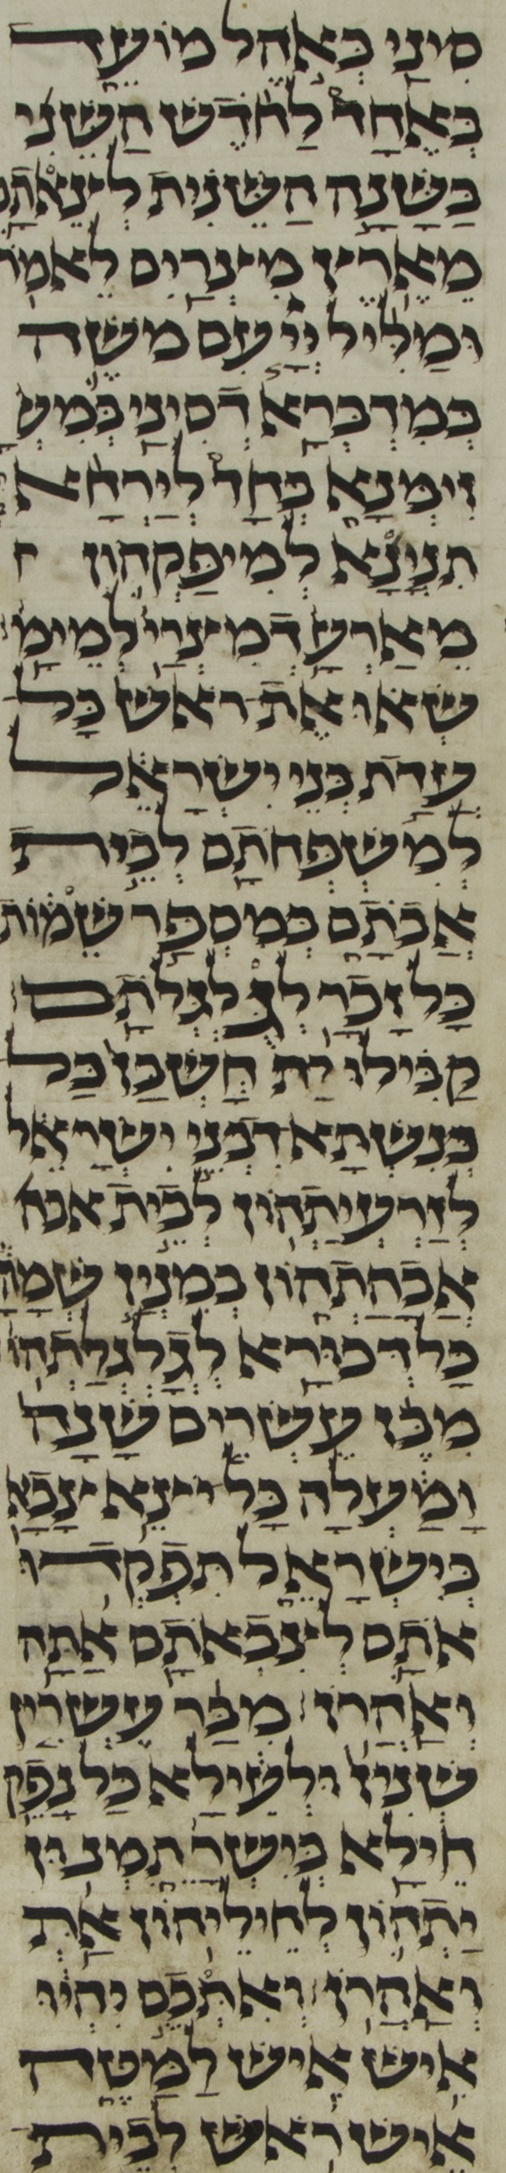 סִינַי בְּאֹהֶל מוֹעֵד
בְּאֶחָד לַחֹדֶשׁ הַשֵּׁנִי
בַּשָּׁנָה הַשֵּׁנִית לְצֵאתָם
מֵאֶרֶץ מִצְרַיִם לֵאמֹר
וּמַלִּיל יְיָ עִם מֹשֶׁה
בְּמַדְבְּרָא דְסִינַי בְּמַשׁ
זִימְנָא בְּחַד לְיַרְחָא
תִנְיָנָא לְמִיפַּקְהוֹן
מֵאַרְעָא דְמִצְרַיִ לְמֵימַ
שְׂאוּ אֶת רֹאשׁ כָּל
עֲדַת בְּנֵי יִשְׂרָאֵל
לְמִשְׁפְּחֹתָם לְבֵית
אֲבֹתָם בְּמִסְפַּר שֵׁמוֹת
כָּל זָכָר לְגֻלְגְּלֹתָם
קַבִּילוּ יָת חֻשְׁבַּן כָּל
כְּנִשְׁתָּא דִבְנֵי יִשְׂרָאֵל
לְזַרְעֲיָתְהוֹן לְבֵית אבה
אֲבָהָתְהוֹן בְּמִנְיַן שְׁמָהָ
כָּל דְּכוּרָא לְגֻלְגְּלָתְהוֹ
מִבֶּן עֶשְׂרִים שָׁנָה
וָמַעְלָה כָּל יֹצֵא צָבָא
בְּיִשְׂרָאֵל תִּפְקְדוּ
אֹתָם לְצִבְאֹתָם אַתָּה
וְאַהֲרֹן מִבַּר עֶשְׂרִין
שְׁנִין וּלְעֵילָּא כָּל נָפֵק
חֵילָא בְּיִשְׂרָ תִּמְנוּן
יָתְהוֹן לְחֵילֵיהוֹן אַתְּ
וְאַהֲרֹן וְאִתְּכֶם יִהְיוּ
אִישׁ אִישׁ לַמַּטֶּה
אִישׁ רֹאשׁ לְבֵית